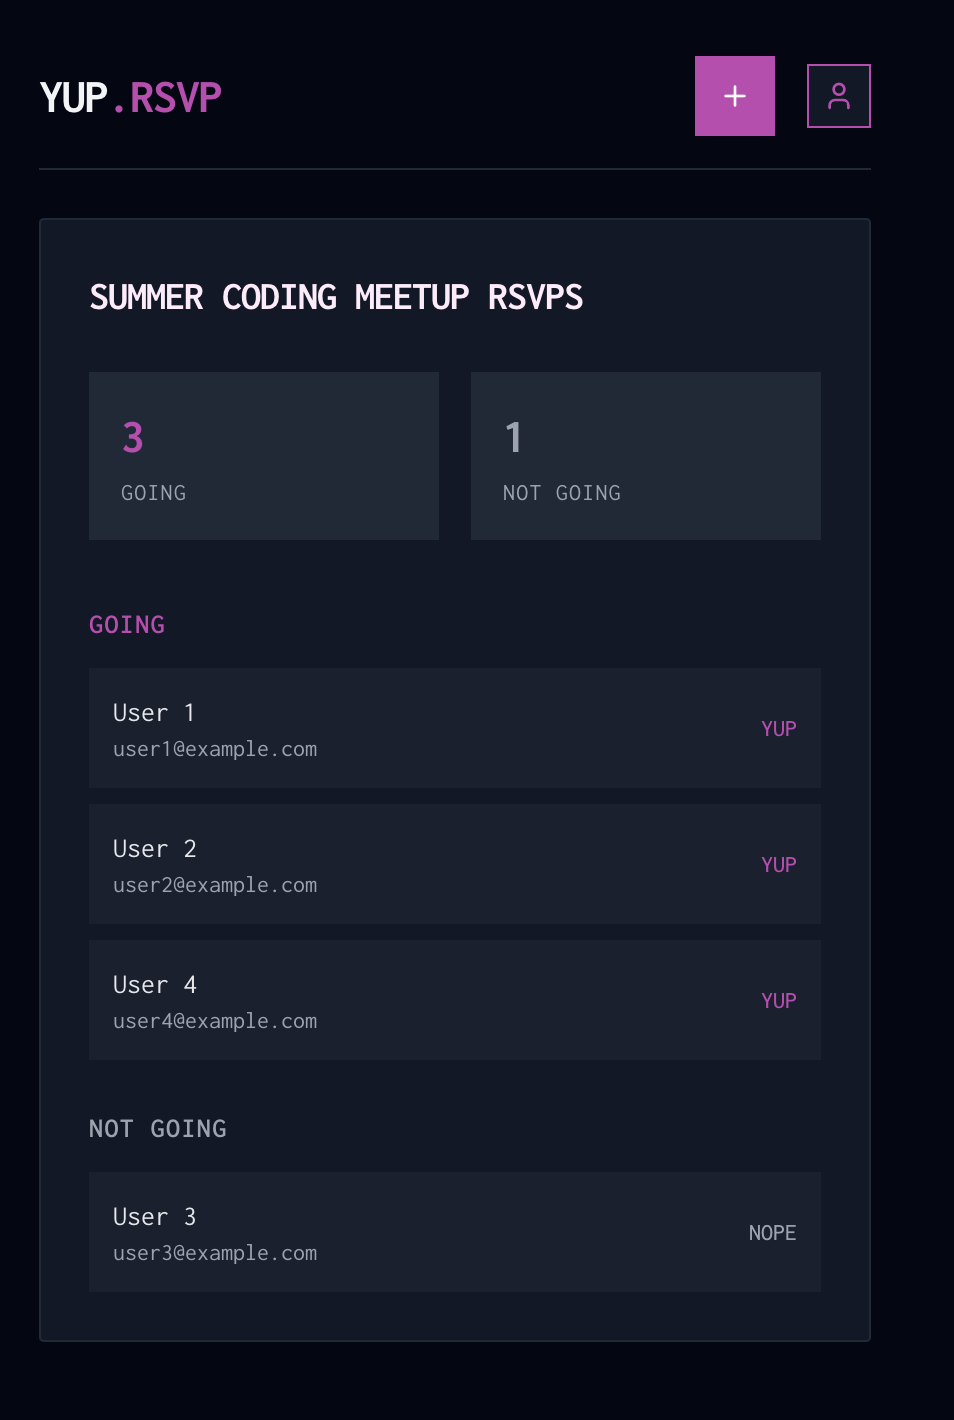 YUP.RSVP
SUMMER CODING MEETUP RSVPS
3
GOING
1
NOT GOING
GOING
User 1
user1@example.com
YUP
User 2
user2@example.com
YUP
User 4
user4@example.com
YUP
NOT GOING
User 3
user3@example.com
NOPE